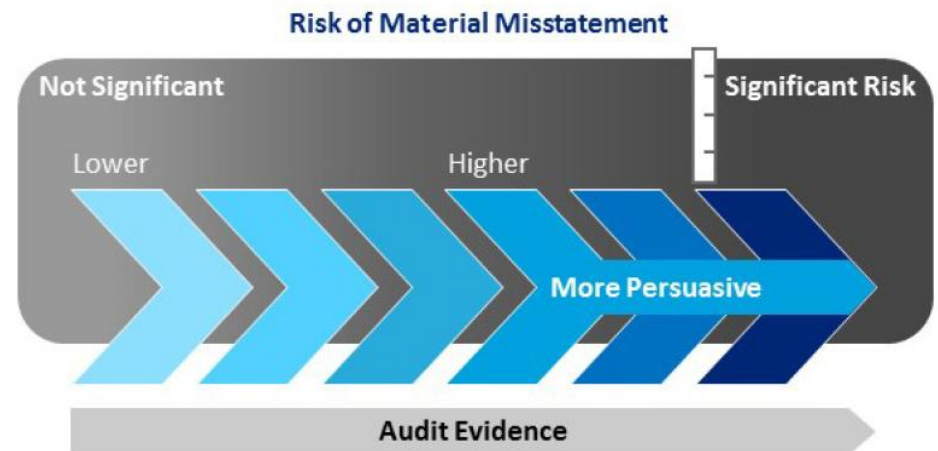 Risk of Material Misstatement
Not Significant
Significant Risk
Lower
Higher
More Persuasive
Audit Evidence